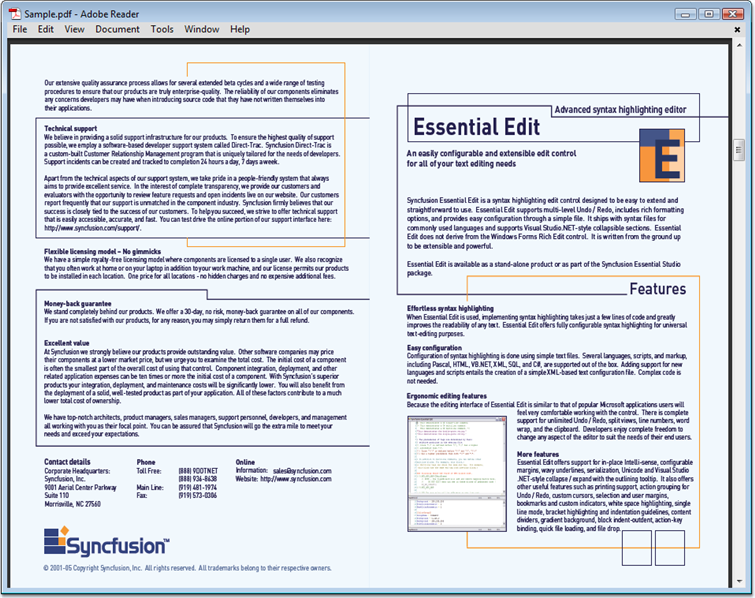 Sample.pdf - Adobe Reader
File Edit View Document Tools Window Help
Our extensive quality assurance process allows for several extended beta cycles and a wide range of testing
procedures to ensure that our products are truly enterprise-quality. The reliability of our components eliminates
any concerns developers may have when introducing source code that they have not written themselves into
their applications.
Technical support
We believe in providing a solid support infrastructure for our products. To ensure the highest quality of support
possible, we employ a software-based developer support system called Direct-Trac. Syncfusion Direct-Trac is
a custom-built Customer Relationship Management program that is uniquely tailored for the needs of developers.
Support incidents can be created and tracked to completion 24 hours a day, 7 days a week.
Apart from the technical aspects of our support system, we take pride in a people-friendly system that always
aims to provide excellent service. In the interest of complete transparency, we provide our customers and
evaluators with the opportunity to review feature requests and open incidents live on our website. Our customers
report frequently that our support is unmatched in the component industry. Syncfusion firmly believes that our
success is closely tied to the success of our customers. To help you succeed, we strive to offer technical support
that is easily accessible, accurate, and fast. You can test drive the online portion of our support interface here:
http://www.syncfusion.com/support/.
Flexible licensing model – No gimmicks
We have a simple royalty-free licensing model where components are licensed to a single user. We also recognize
that you often work at home or on your laptop in addition to your work machine, and our license permits our products
to be installed in each location. One price for all locations - no hidden charges and no expensive additional fees.
Money-back guarantee
We stand completely behind our products. We offer a 30-day, no risk, money-back guarantee on all of our components.
If you are not satisfied with our products, for any reason, you may simply return them for a full refund.
Excellent value
At Syncfusion we strongly believe our products provide outstanding value. Other software companies may price
their components at a lower market price, but we urge you to examine the total cost. The initial cost of a component
is often the smallest part of the overall cost of using that control. Component integration, deployment, and other
related application expenses can be ten times or more the initial cost of a component. With Syncfusion's superior
products your integration, deployment, and maintenance costs will be significantly lower. You will also benefit from
the deployment of a solid, well-tested product as part of your application. All of these factors contribute to a much
lower total cost of ownership.
We have top-notch architects, product managers, sales managers, support personnel, developers, and management
all working with you as their focal point. You can be assured that Syncfusion will go the extra mile to meet your
needs and exceed your expectations.
Contact details
Corporate Headquarters:
Syncfusion, Inc.
9001 Aerial Center Parkway
Suite 110
Morrisville, NC 27560
Phone
Toll Free: (888) 9DOTNET
(888) 936-8638
Main Line: (919) 481-1974
Fax: (919) 573-0306
Online
Information: sales@syncfusion.com
Website: http://www.syncfusion.com
Syncfusion™
© 2001-05 Copyright Syncfusion, Inc. All rights reserved. All trademarks belong to their respective owners.
Advanced syntax highlighting editor
Essential Edit
E
An easily configurable and extensible edit control
for all of your text editing needs
Syncfusion Essential Edit is a syntax highlighting edit control designed to be easy to extend and
straightforward to use. Essential Edit supports multi-level Undo / Redo, includes rich formatting
options, and provides easy configuration through a simple file. It ships with syntax files for
commonly used languages and supports Visual Studio.NET-style collapsible sections. Essential
Edit does not derive from the Windows Forms Rich Edit control. It is written from the ground up
to be extensible and powerful.
Essential Edit is available as a stand-alone product or as part of the Syncfusion Essential Studio
package.
Features
Effortless syntax highlighting
When Essential Edit is used, implementing syntax highlighting takes just a few lines of code and greatly
improves the readability of any text. Essential Edit offers fully configurable syntax highlighting for universal
text-editing purposes.
Easy configuration
Configuration of syntax highlighting is done using simple text files. Several languages, scripts, and markup,
including Pascal, HTML, VB.NET, XML, SQL, and C#, are supported out of the box. Adding support for new
languages and scripts entails the creation of a simple XML-based text configuration file. Complex code is
not needed.
Ergonomic editing features
Because the editing interface of Essential Edit is similar to that of popular Microsoft applications users will
feel very comfortable working with the control. There is complete
support for unlimited Undo / Redo, split views, line numbers, word
wrap, and the clipboard. Developers enjoy complete freedom to
change any aspect of the editor to suit the needs of their end users.
More features
Essential Edit offers support for in-place Intelli-sense, configurable
margins, wavy underlines, serialization, Unicode and Visual Studio
.NET-style collapse / expand with the outlining tooltip. It also offers
other useful features such as printing support, action grouping for
Undo / Redo, custom cursors, selection and user margins,
bookmarks and custom indicators, white space highlighting, single
line mode, bracket highlighting and indentation guidelines, content
dividers, gradient background, block indent-outdent, action-key
binding, quick file loading, and file drop.